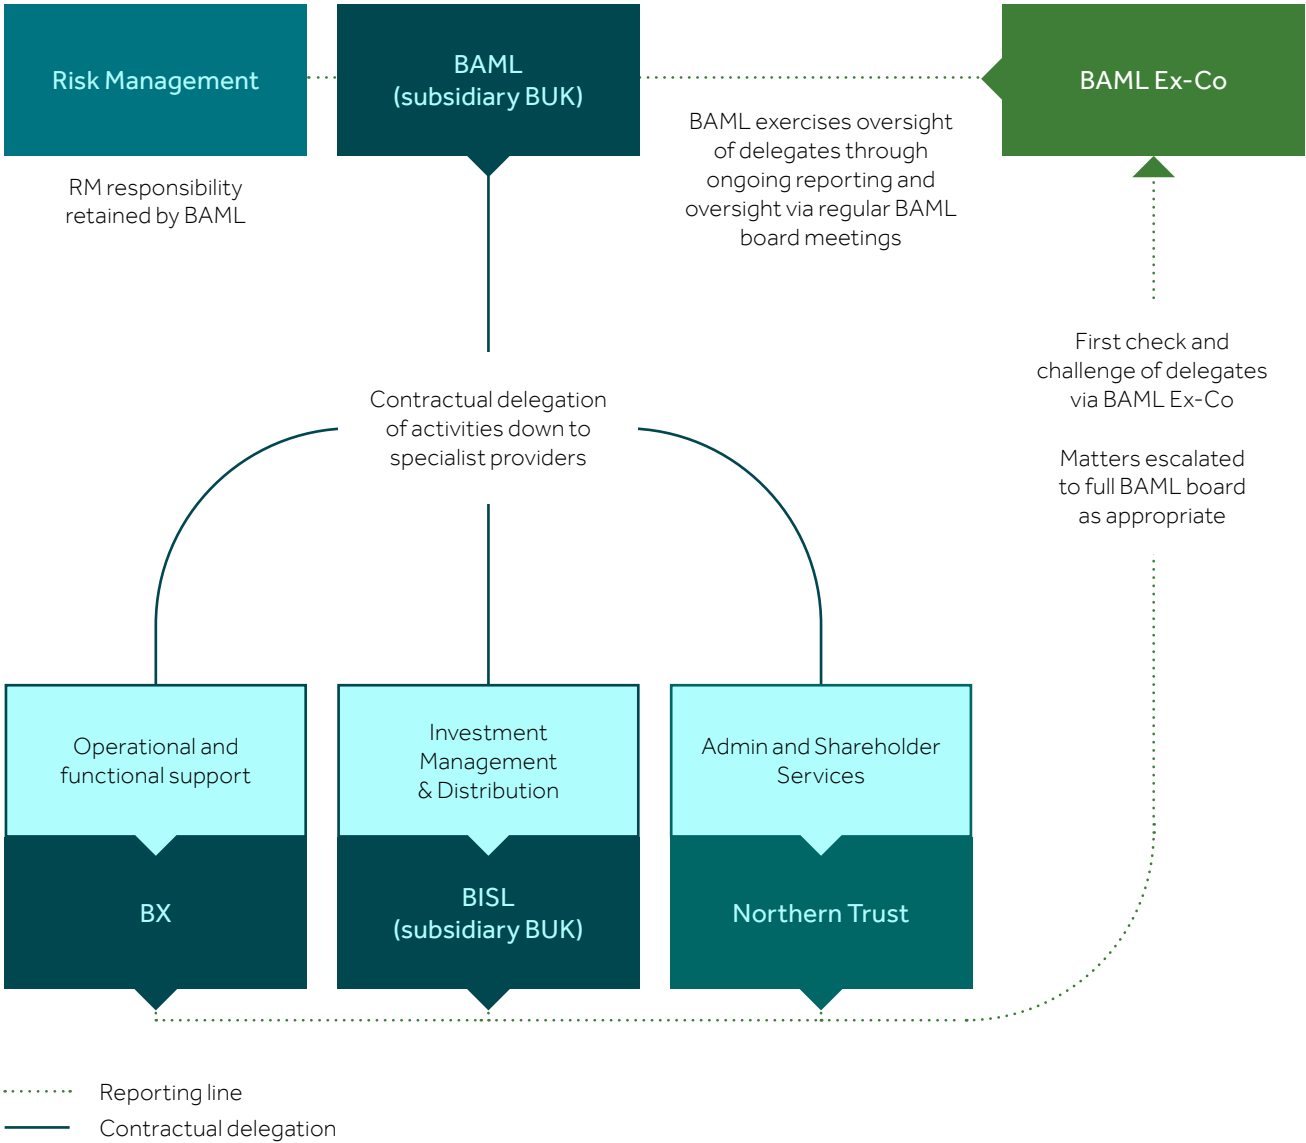 Risk Management
BAML
(subsidiary BUK)
BAML Ex-Co
RM responsibility
retained by BAML
BAML exercises oversight
of delegates through
ongoing reporting and
oversight via regular BAML
board meetings
First check and
challenge of delegates
via BAML Ex-Co
Matters escalated
to full BAML board
as appropriate
Contractual delegation
of activities down to
specialist providers
Operational and
functional support
BX
Investment
Management
& Distribution
BISL
(subsidiary BUK)
Admin and Shareholder
Services
Northern Trust
Reporting line
Contractual delegation